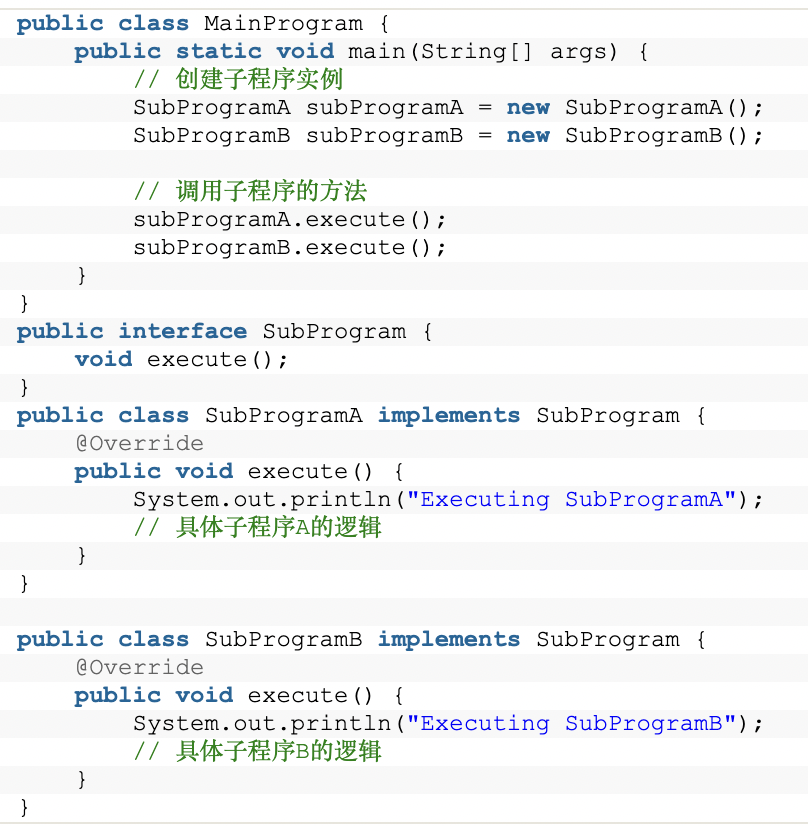 public class MainProgram {
    public static void main(String[] args) {
        // 创建子程序实例
        SubProgramA subProgramA = new SubProgramA();
        SubProgramB subProgramB = new SubProgramB();

        // 调用子程序的方法
        subProgramA.execute();
        subProgramB.execute();
    }
}
public interface SubProgram {
    void execute();
}
public class SubProgramA implements SubProgram {
    @Override
    public void execute() {
        System.out.println("Executing SubProgramA");
        // 具体子程序A的逻辑
    }
}

public class SubProgramB implements SubProgram {
    @Override
    public void execute() {
        System.out.println("Executing SubProgramB");
        // 具体子程序B的逻辑
    }
}